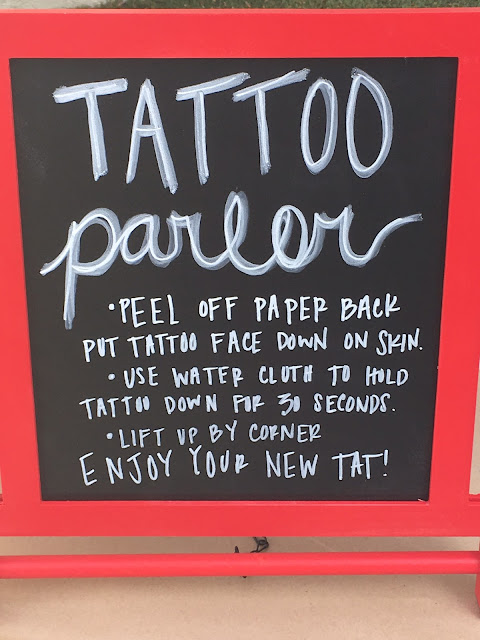 TATTOO
parlor
• PEEL OFF PAPER BACK
PUT TATTOO FACE DOWN ON SKIN.
• USE WATER CLOTH TO HOLD
TATTOO DOWN FOR 30 SECONDS.
• LIFT UP BY CORNER
ENJOY YOUR NEW TAT!